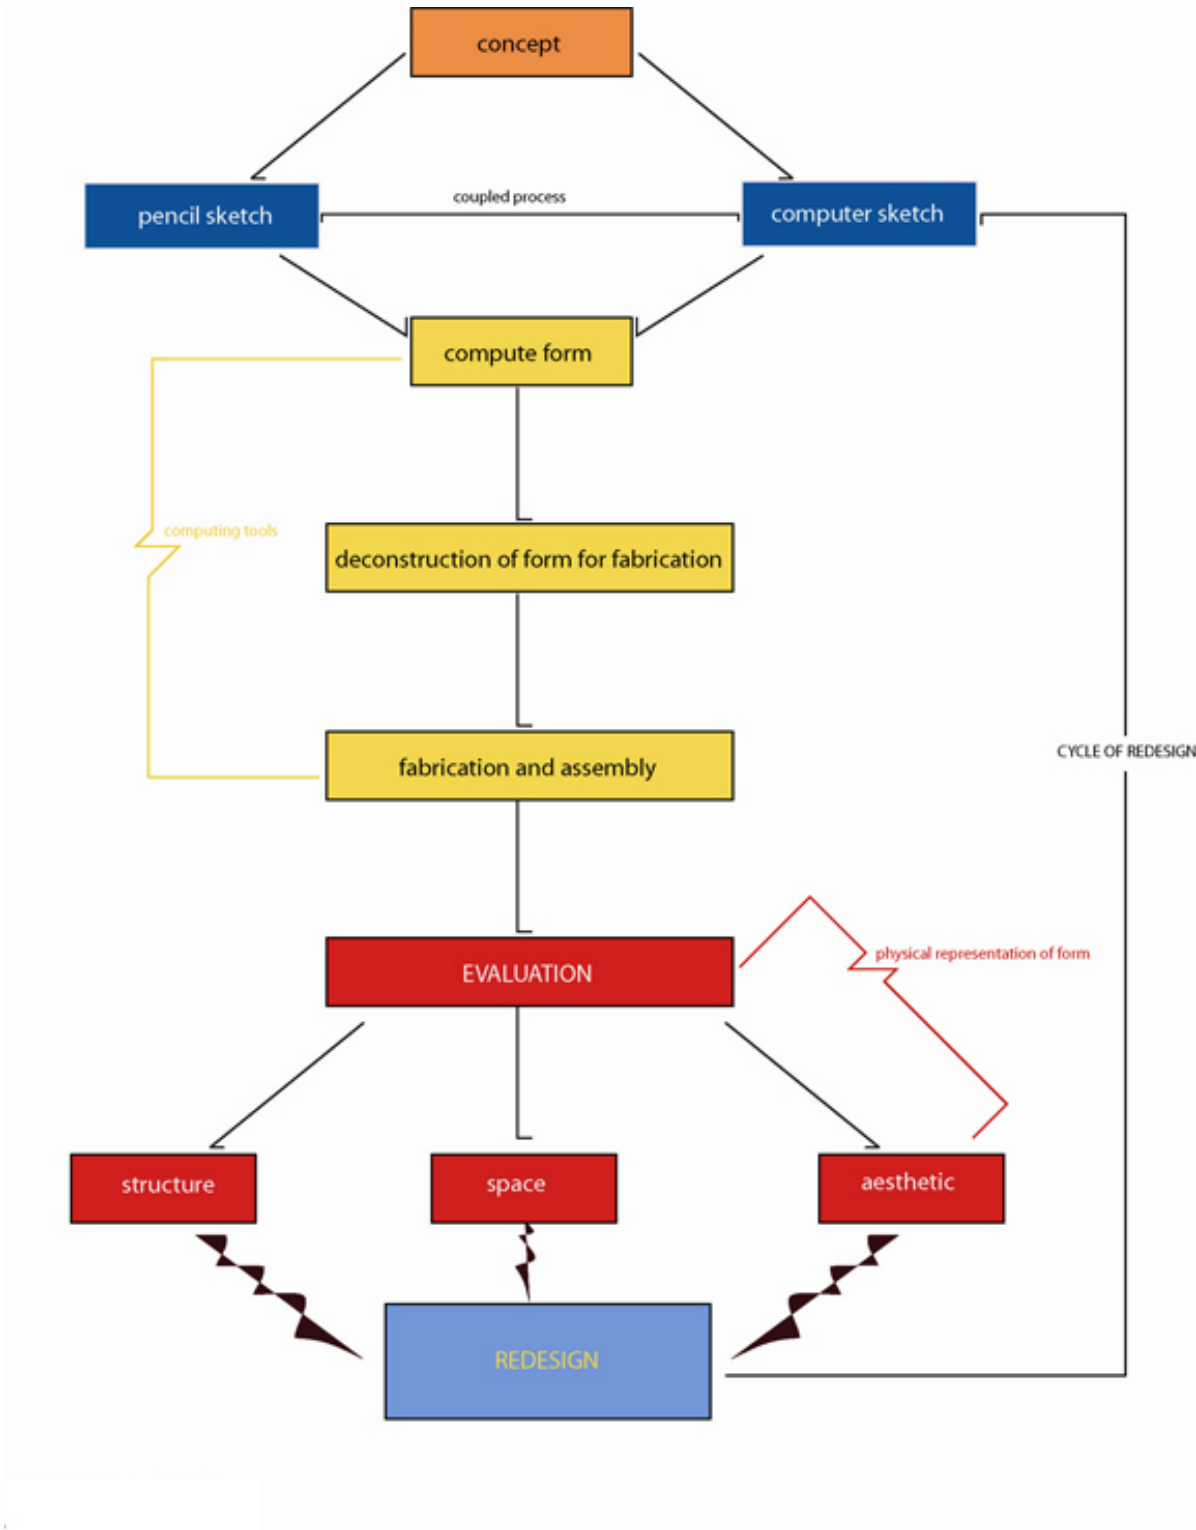 concept
coupled process
pencil sketch
computer sketch
compute form
computing tools
deconstruction of form for fabrication
CYCLE OF REDESIGN
fabrication and assembly
physical representation of form
EVALUATION
structure
space
aesthetic
REDESIGN